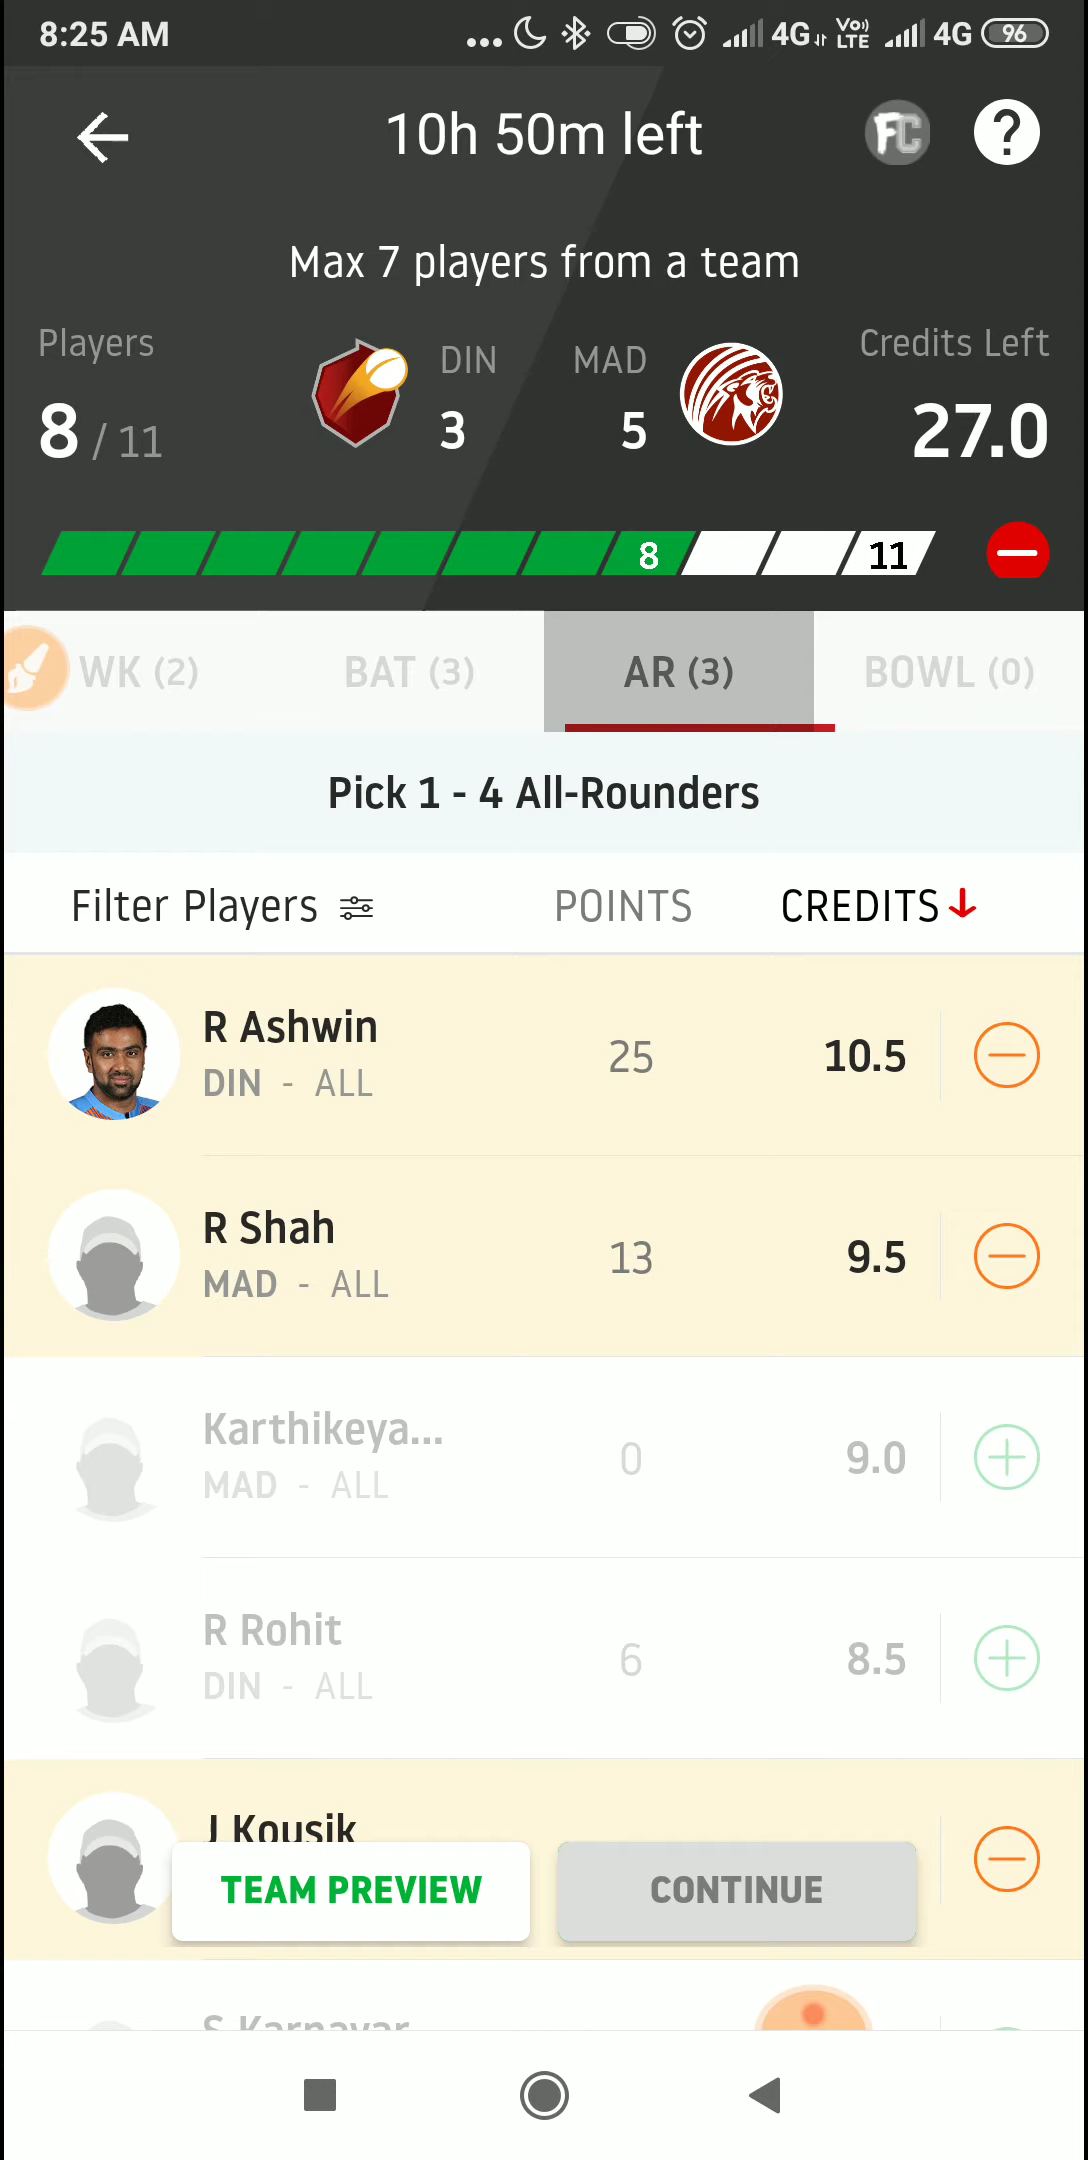 8:25 AM ... 4G Vo)) LTE 4G 96
10h 50m left FC ?
Max 7 players from a team
Players DIN MAD Credits Left
8 / 11 3 5 27.0
8 11
WK (2) BAT (3) AR (3) BOWL (0)
Pick 1 - 4 All-Rounders
Filter Players POINTS CREDITS
R Ashwin
DIN - ALL 25 10.5
R Shah
MAD - ALL 13 9.5
Karthikeya...
MAD - ALL 0 9.0
R Rohit
DIN - ALL 6 8.5
J Kousik
TEAM PREVIEW CONTINUE
S Karnavar